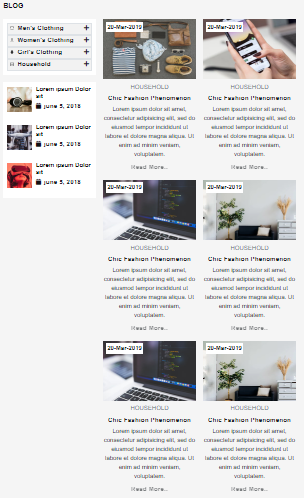 BLOG
Men's Clothing
Women's Clothing
Girl's Clothing
Household
Lorem ipsum Dolor
sit
june 5, 2018
Lorem ipsum Dolor
sit
june 5, 2018
Lorem ipsum Dolor
sit
june 5, 2018
20-Mar-2019
HOUSEHOLD
Chic Fashion Phenomenon
Lorem ipsum dolor sit amet,
consectetur adipiscing elit, sed do
eiusmod tempor incididunt ut
labore et dolore magna aliqua. Ut
enim ad minim veniam,
voluptatem.
Read More..
20-Mar-2019
HOUSEHOLD
Chic Fashion Phenomenon
Lorem ipsum dolor sit amet,
consectetur adipiscing elit, sed do
eiusmod tempor incididunt ut
labore et dolore magna aliqua. Ut
enim ad minim veniam,
voluptatem.
Read More..
20-Mar-2019
HOUSEHOLD
Chic Fashion Phenomenon
Lorem ipsum dolor sit amet,
consectetur adipiscing elit, sed do
eiusmod tempor incididunt ut
labore et dolore magna aliqua. Ut
enim ad minim veniam,
voluptatem.
Read More..
20-Mar-2019
HOUSEHOLD
Chic Fashion Phenomenon
Lorem ipsum dolor sit amet,
consectetur adipiscing elit, sed do
eiusmod tempor incididunt ut
labore et dolore magna aliqua. Ut
enim ad minim veniam,
voluptatem.
Read More..
20-Mar-2019
HOUSEHOLD
Chic Fashion Phenomenon
Lorem ipsum dolor sit amet,
consectetur adipiscing elit, sed do
eiusmod tempor incididunt ut
labore et dolore magna aliqua. Ut
enim ad minim veniam,
voluptatem.
Read More..
20-Mar-2019
HOUSEHOLD
Chic Fashion Phenomenon
Lorem ipsum dolor sit amet,
consectetur adipiscing elit, sed do
eiusmod tempor incididunt ut
labore et dolore magna aliqua. Ut
enim ad minim veniam,
voluptatem.
Read More..